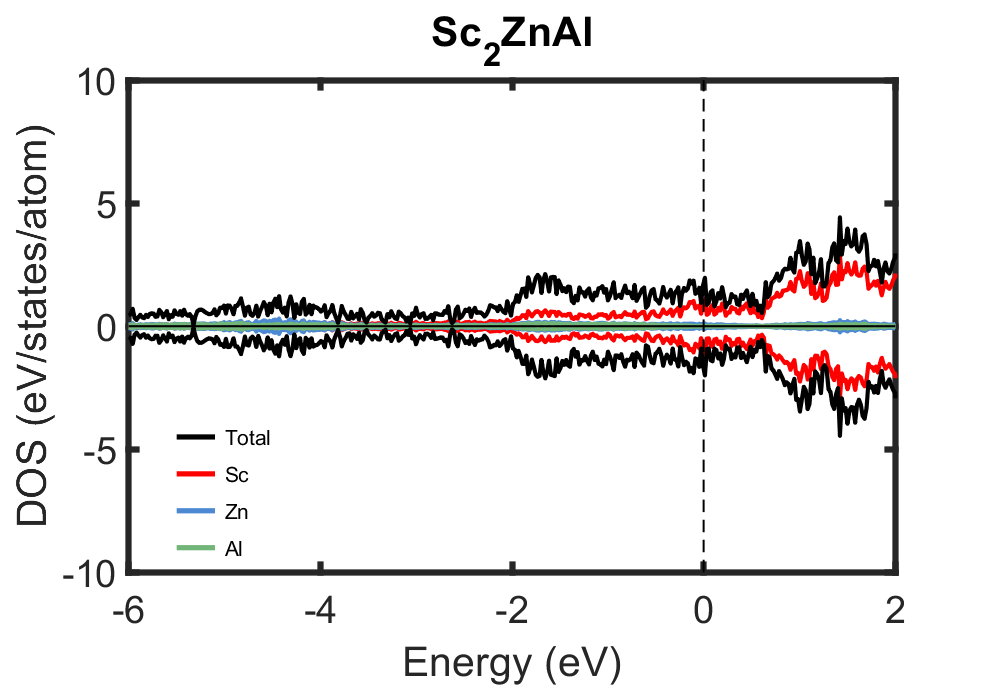 Sc2ZnAl
10
5
0
-5
-10
DOS (eV/states/atom)
Total
Sc
Zn
Al
-6 -4 -2 0 2
Energy (eV)